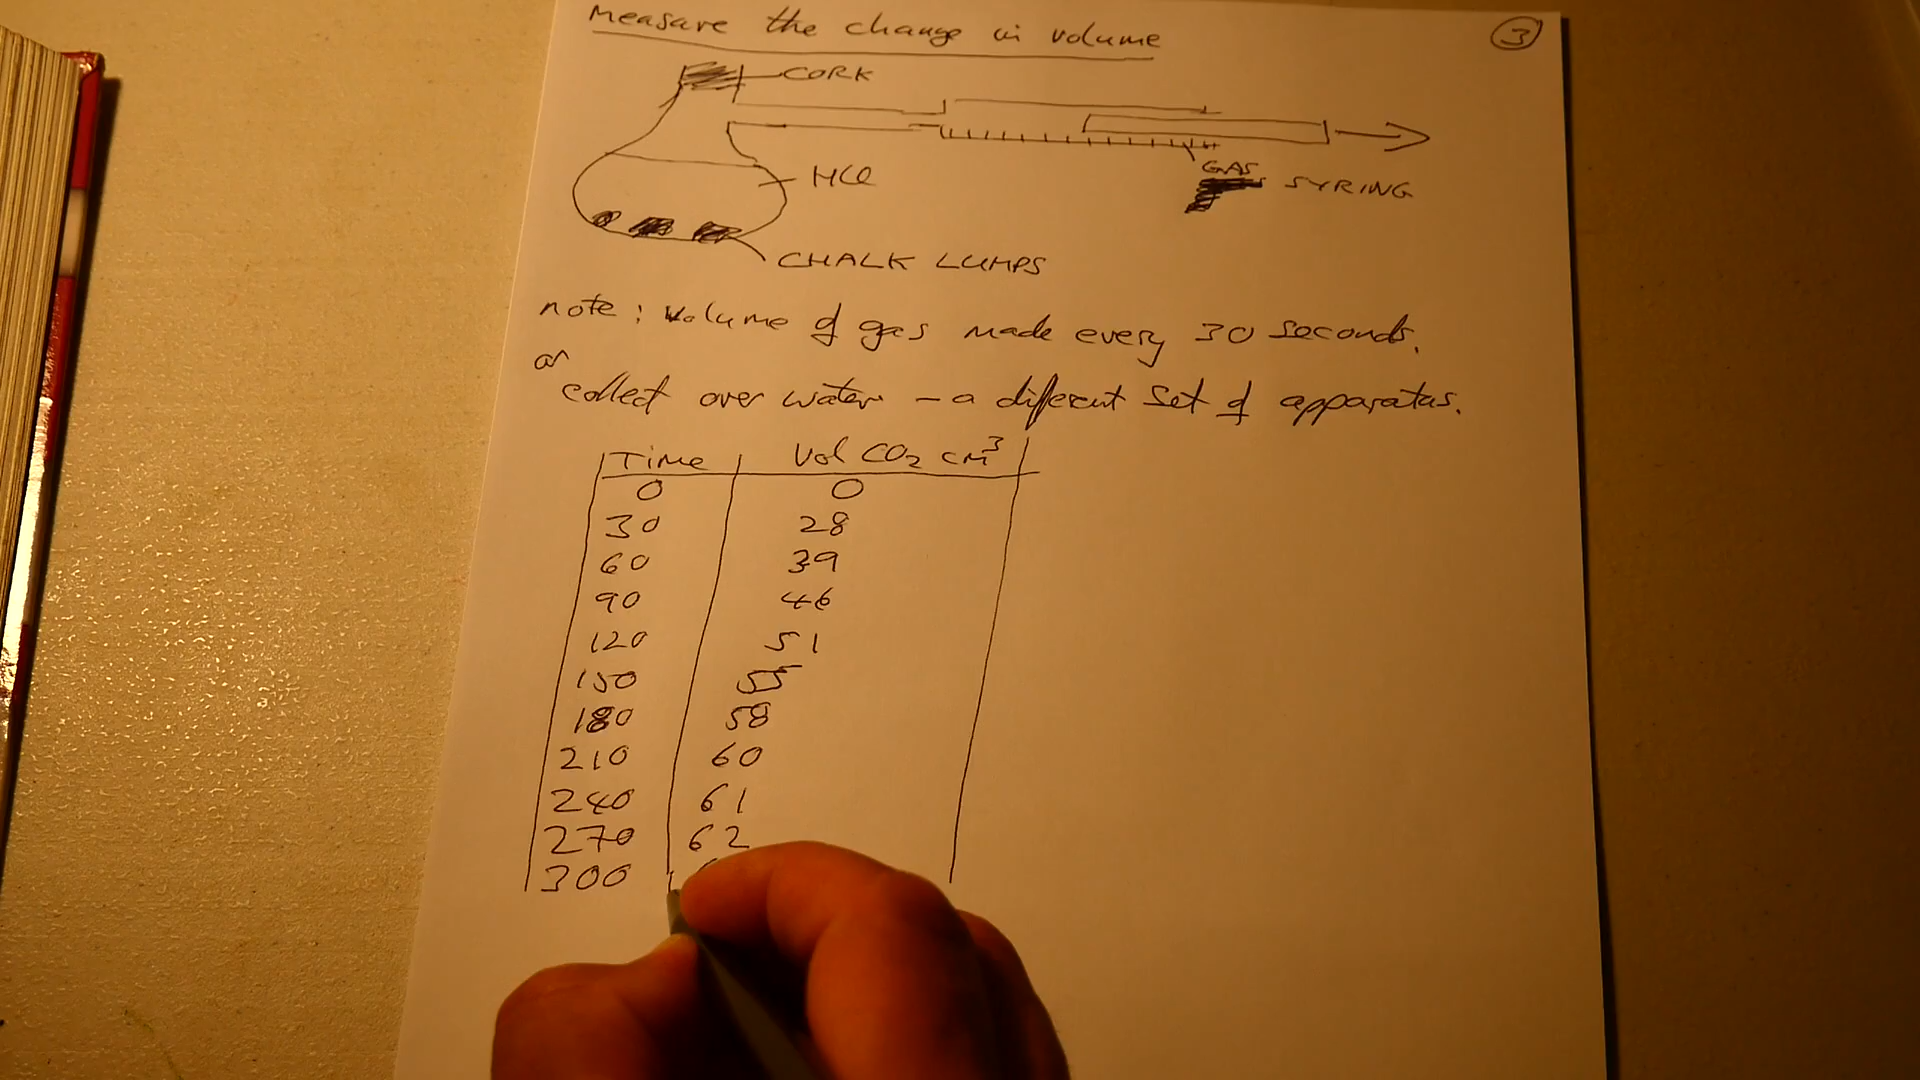 measure the change in volume
3
CORK
HCl
GAS
SYRING
CHALK LUMPS
note: volume of gas made every 30 seconds.
or
collect over water - a different set of apparatus.
Time Vol CO2 cm³
0 0
30 28
60 39
90 46
120 51
150 55
180 58
210 60
240 61
270 62
300